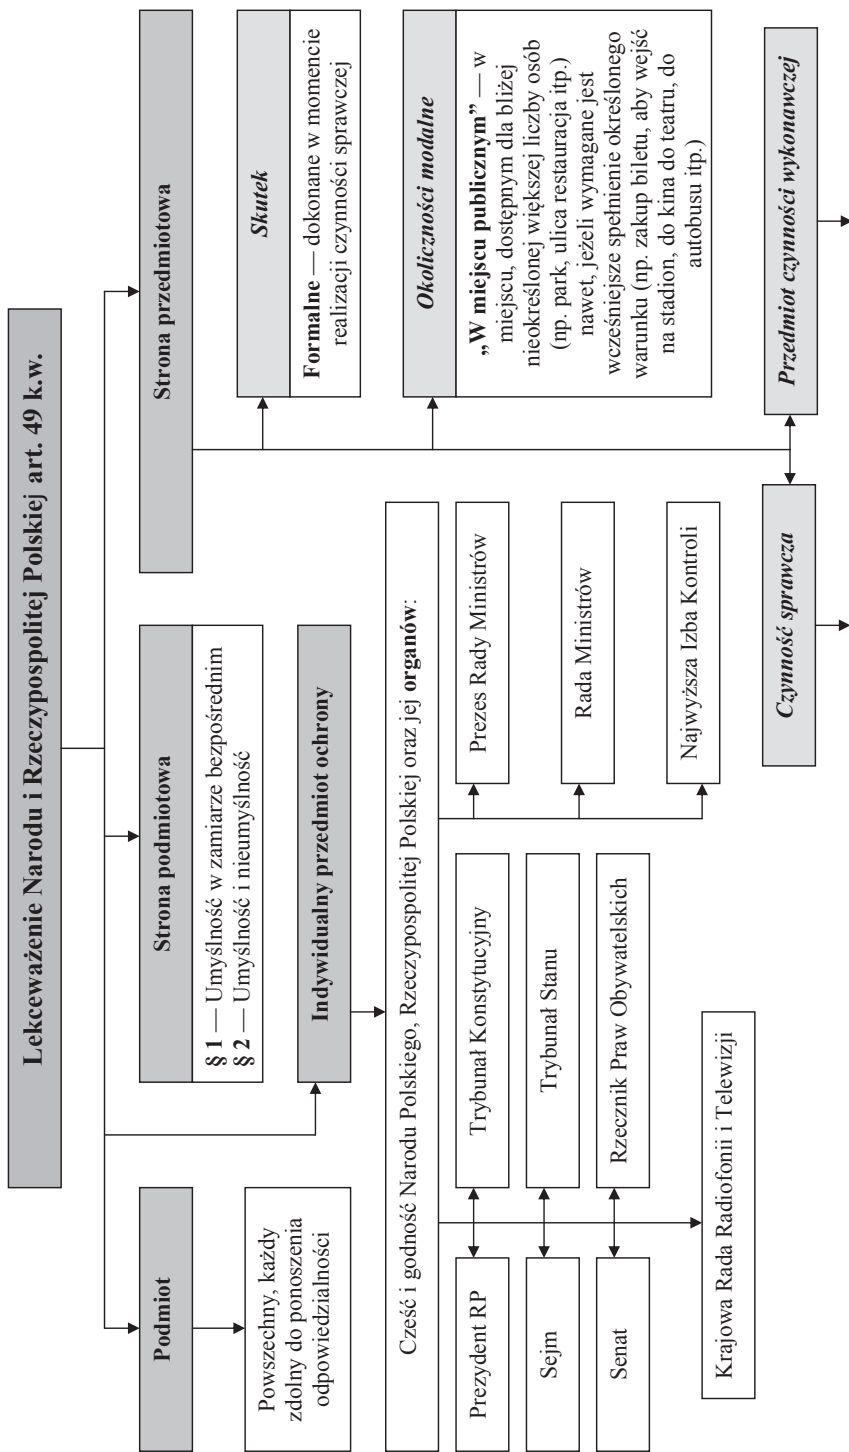 Lekceważenie Narodu i Rzeczypospolitej Polskiej art. 49 k.w.
Podmiot
Powszechny, każdy
zdolny do ponoszenia
odpowiedzialności
Strona podmiotowa
§ 1 — Umyślność w zamiarze bezpośrednim
§ 2 — Umyślność i nieumyślność
Indywidualny przedmiot ochrony
Cześć i godność Narodu Polskiego, Rzeczypospolitej Polskiej oraz jej organów:
Prezydent RP
Trybunał Konstytucyjny
Prezes Rady Ministrów
Sejm
Trybunał Stanu
Rada Ministrów
Senat
Rzecznik Praw Obywatelskich
Najwyższa Izba Kontroli
Krajowa Rada Radiofonii i Telewizji
Strona przedmiotowa
Skutek
Formalne — dokonane w momencie
realizacji czynności sprawczej
Okoliczności modalne
„W miejscu publicznym” — w
miejscu, dostępnym dla bliżej
nieokreślonej większej liczby osób
(np. park, ulica restauracja itp.)
nawet, jeżeli wymagane jest
wcześniejsze spełnienie określonego
warunku (np. zakup biletu, aby wejść
na stadion, do kina do teatru, do
autobusu itp.)
Czynność sprawcza
Przedmiot czynności wykonawczej